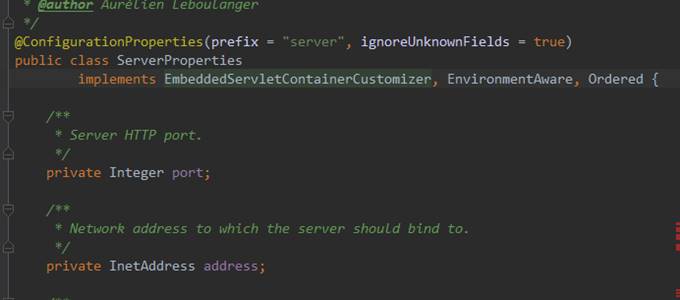 * @author Aurélien Leboulanger
*/
@ConfigurationProperties(prefix = "server", ignoreUnknownFields = true)
public class ServerProperties
implements EmbeddedServletContainerCustomizer, EnvironmentAware, Ordered {
/**
* Server HTTP port.
*/
private Integer port;
/**
* Network address to which the server should bind to.
*/
private InetAddress address;
/**